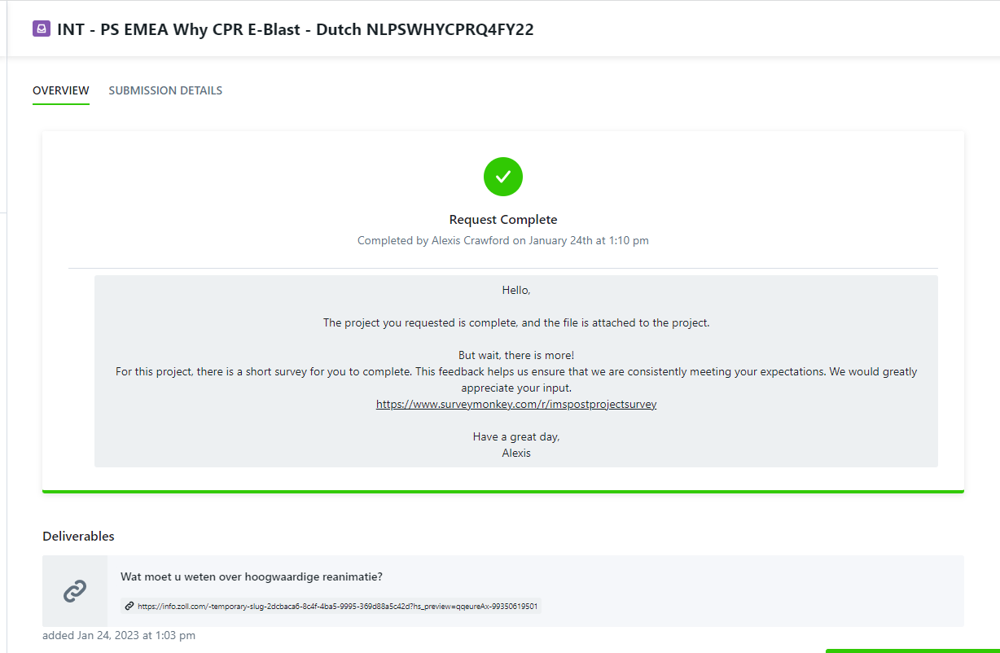 INT - PS EMEA Why CPR E-Blast - Dutch NLPSWHYCPRQ4FY22
OVERVIEW SUBMISSION DETAILS
Request Complete
Completed by Alexis Crawford on January 24th at 1:10 pm
Hello,
The project you requested is complete, and the file is attached to the project.
But wait, there is more!
For this project, there is a short survey for you to complete. This feedback helps us ensure that we are consistently meeting your expectations. We would greatly
appreciate your input.
https://www.surveymonkey.com/r/imspostprojectsurvey
Have a great day,
Alexis
Deliverables
Wat moet u weten over hoogwaardige reanimatie?
https://info.zoll.com/-temporary-slug-2dcbaca6-8c4f-4ba5-9995-369d88a5c42d?hs_preview=qqeureAx-99350619501
added Jan 24, 2023 at 1:03 pm